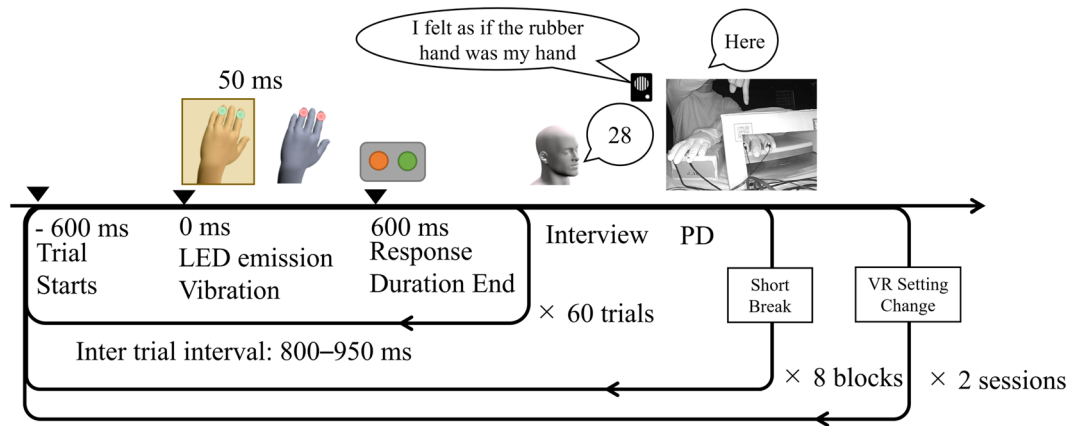 I felt as if the rubber
hand was my hand
Here
50 ms
28
- 600 ms
Trial
Starts
0 ms
LED emission
Vibration
600 ms
Response
Duration End
Interview
PD
Short
Break
VR Setting
Change
× 60 trials
Inter trial interval: 800–950 ms
× 8 blocks
× 2 sessions